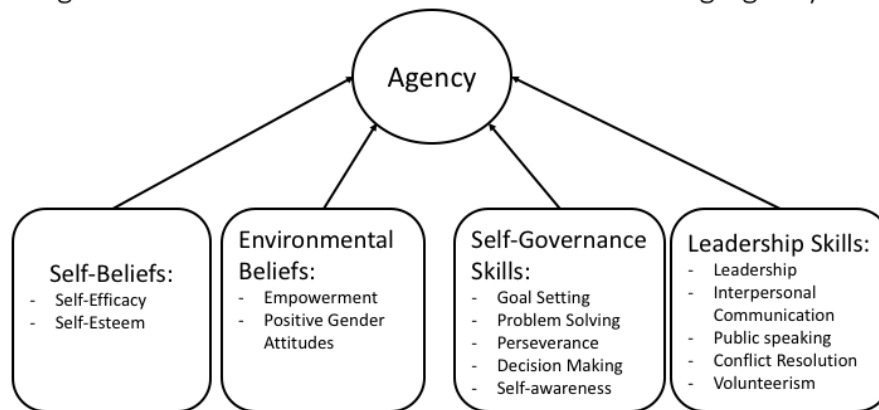 Agency
Self-Beliefs:
- Self-Efficacy
- Self-Esteem
Environmental
Beliefs:
- Empowerment
- Positive Gender
Attitudes
Self-Governance
Skills:
- Goal Setting
- Problem Solving
- Perseverance
- Decision Making
- Self-awareness
Leadership Skills:
- Leadership
- Interpersonal
Communication
- Public speaking
- Conflict Resolution
- Volunteerism